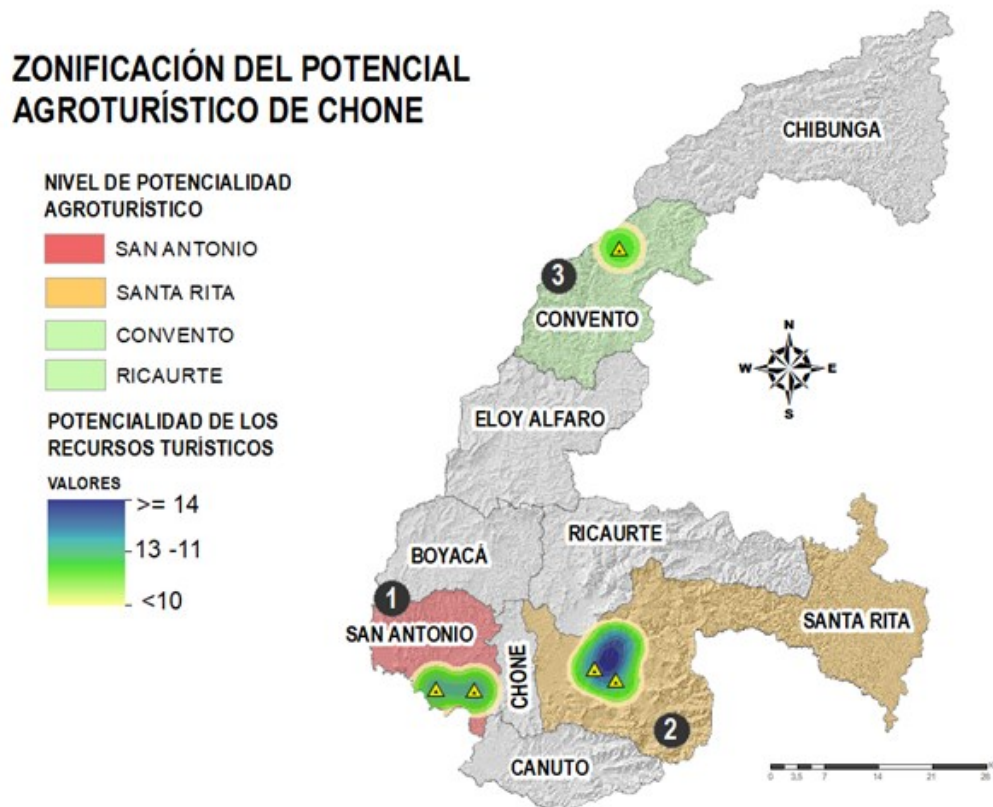 ZONIFICACIÓN DEL POTENCIAL
AGROTURÍSTICO DE CHONE
NIVEL DE POTENCIALIDAD
AGROTURÍSTICO
SAN ANTONIO
SANTA RITA
CONVENTO
RICAURTE
POTENCIALIDAD DE LOS
RECURSOS TURÍSTICOS
VALORES
>= 14
13 -11
<10
CHIBUNGA
3
CONVENTO
N
W E
S
ELOY ALFARO
RICAURTE
BOYACÁ
1
SAN ANTONIO
SANTA RITA
CHONE
2
CANUTO
0 3,5 7 14 21 28